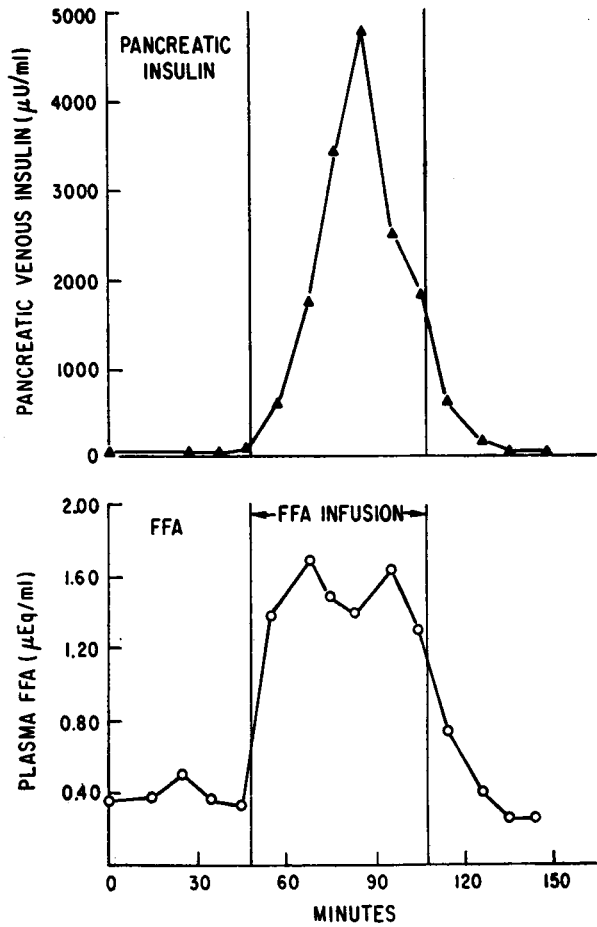 PANCREATIC VENOUS INSULIN (μU/ml)
5000
4000
3000
2000
1000
0
PANCREATIC
INSULIN
PLASMA FFA (μEq/ml)
2.00
1.60
1.20
0.80
0.40
FFA
FFA INFUSION
0 30 60 90 120 150
MINUTES